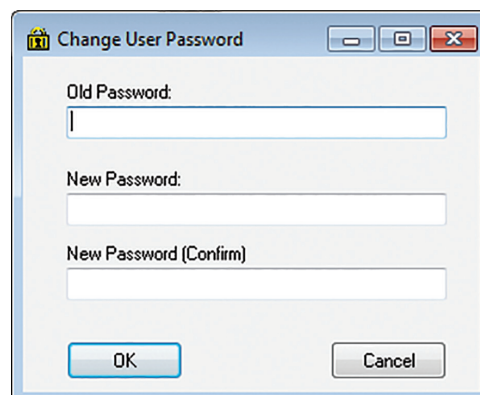 Change User Password
Old Password:
New Password:
New Password (Confirm)
OK
Cancel